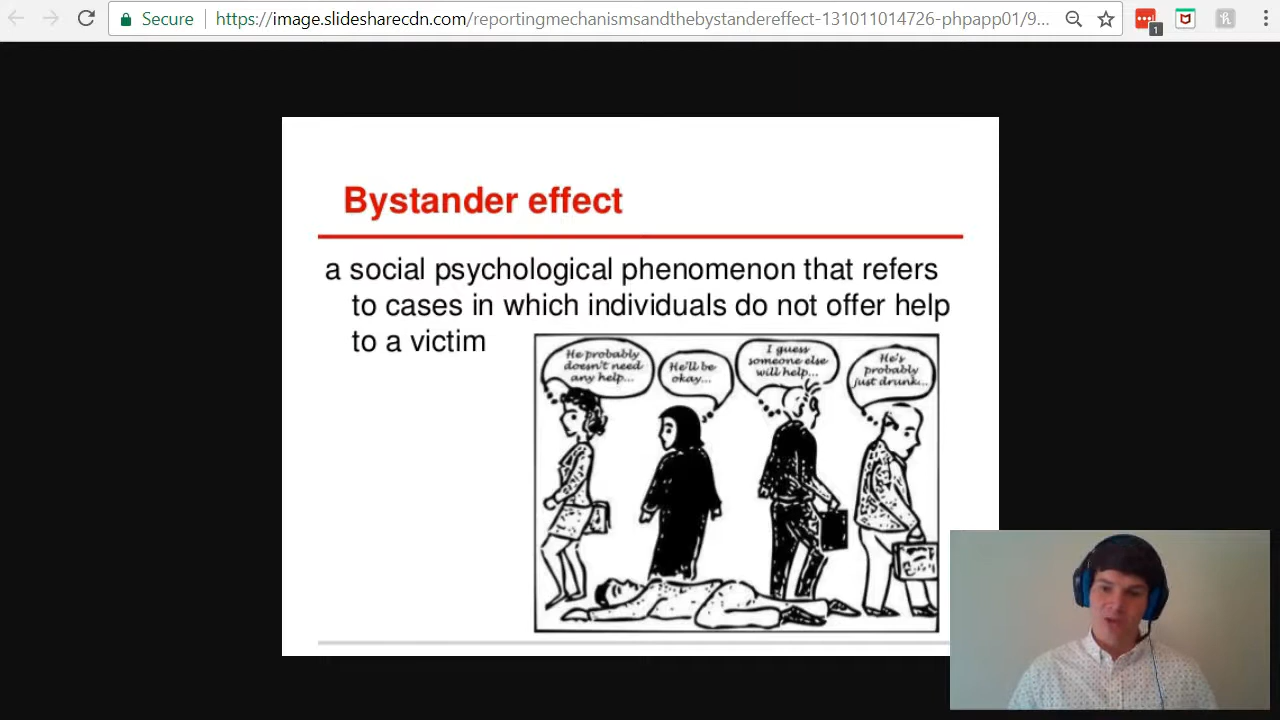 Secure
https://image.slidesharecdn.com/reportingmechanismsandthebystandereffect-131011014726-phpapp01/9...
1
Bystander effect
a social psychological phenomenon that refers
to cases in which individuals do not offer help
to a victim
He probably
doesn't need
any help...
He'll be
okay...
I guess
someone else
will help...
He's
probably
just drunk...